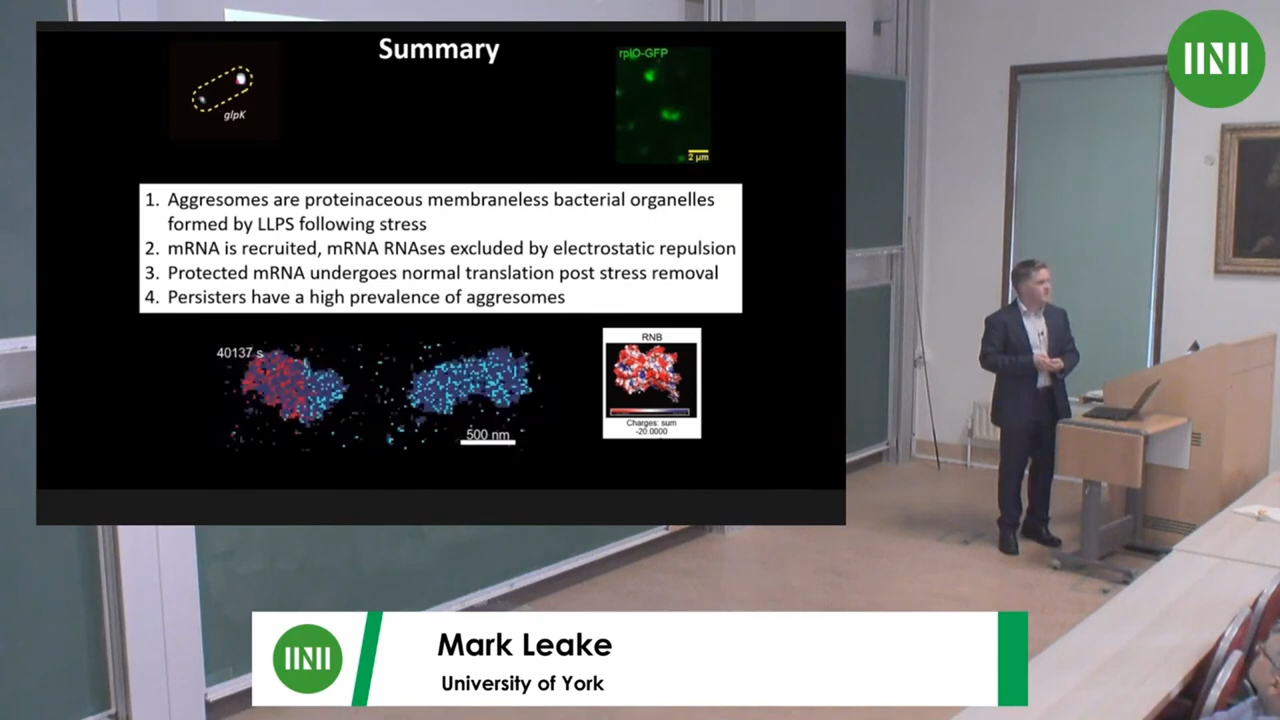 Summary
glpK
rplO-GFP
2 µm
1. Aggresomes are proteinaceous membraneless bacterial organelles
formed by LLPS following stress
2. mRNA is recruited, mRNA RNAses excluded by electrostatic repulsion
3. Protected mRNA undergoes normal translation post stress removal
4. Persisters have a high prevalence of aggresomes
40137 s
500 nm
RNB
Charges: sum
-20.0000
Mark Leake
University of York